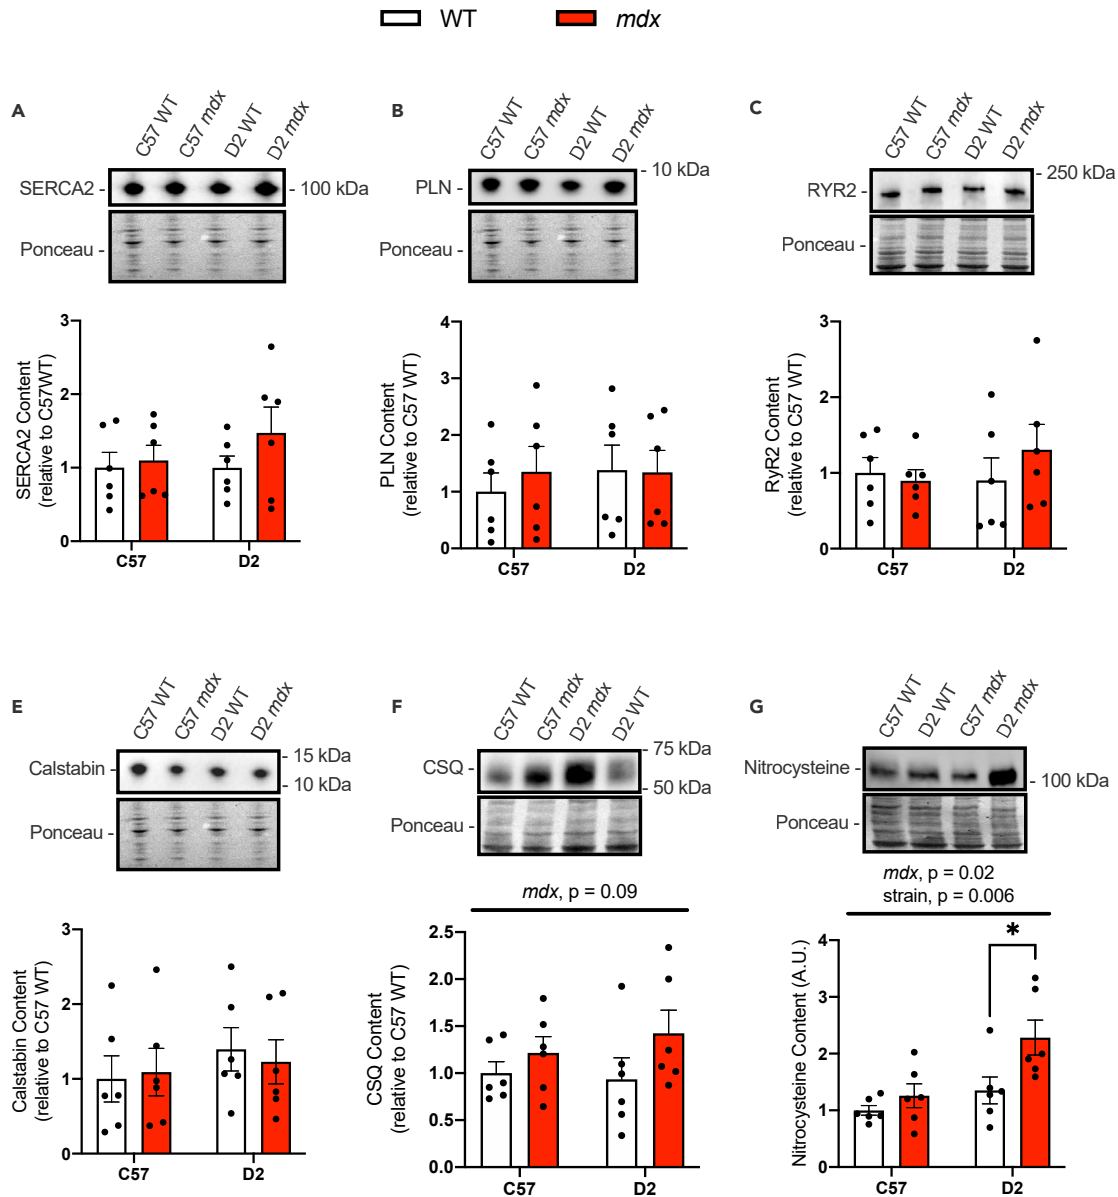 WT mdx
A
C57 WT
C57 mdx
D2 WT
D2 mdx
SERCA2 -
- 100 kDa
Ponceau -
SERCA2 Content
(relative to C57WT)
3
2
1
0
C57 D2
B
C57 WT
C57 mdx
D2 WT
D2 mdx
PLN -
- 10 kDa
Ponceau -
PLN Content
(relative to C57 WT)
4
3
2
1
0
C57 D2
C
C57 WT
C57 mdx
D2 WT
D2 mdx
RYR2 -
- 250 kDa
Ponceau -
RyR2 Content
(relative to C57 WT)
3
2
1
0
C57 D2
E
C57 WT
C57 mdx
D2 WT
D2 mdx
Calstabin -
- 15 kDa
- 10 kDa
Ponceau -
Calstabin Content
(relative to C57 WT)
3
2
1
0
C57 D2
F
C57 WT
C57 mdx
D2 mdx
D2 WT
CSQ -
- 75 kDa
- 50 kDa
Ponceau -
mdx, p = 0.09
CSQ Content
(relative to C57 WT)
2.5
2.0
1.5
1.0
0.5
0.0
C57 D2
G
C57 WT
D2 WT
C57 mdx
D2 mdx
Nitrocysteine -
- 100 kDa
Ponceau -
mdx, p = 0.02
strain, p = 0.006
*
Nitrocysteine Content (A.U.)
4
3
2
1
0
C57 D2